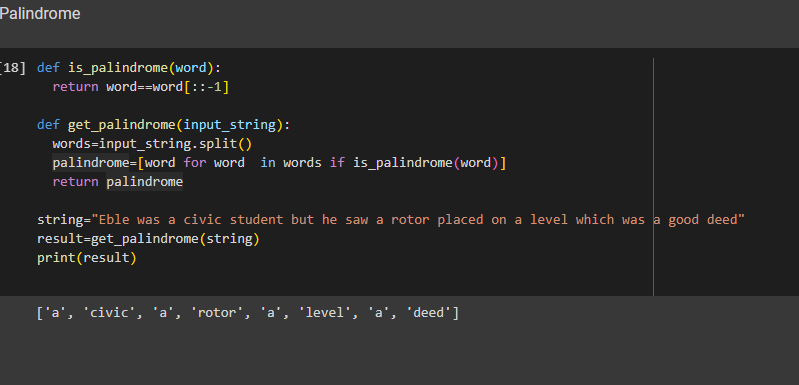 Palindrome
[18] def is_palindrome(word):
  return word==word[::-1]
def get_palindrome(input_string):
  words=input_string.split()
  palindrome=[word for word  in words if is_palindrome(word)]
  return palindrome
string="Eble was a civic student but he saw a rotor placed on a level which was a good deed"
result=get_palindrome(string)
print(result)
['a', 'civic', 'a', 'rotor', 'a', 'level', 'a', 'deed']